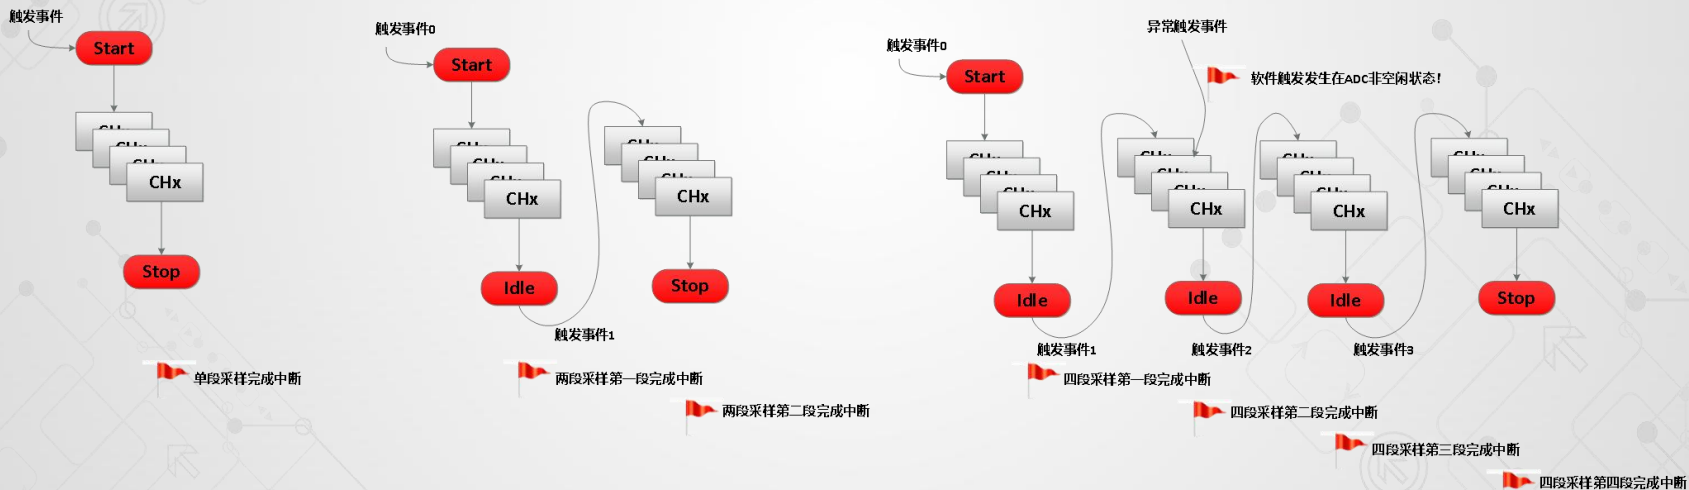 触发事件
Start
CHx
Stop
单段采样完成中断
触发事件0
Start
CHx
Idle
触发事件1
CHx
Stop
两段采样第一段完成中断
两段采样第二段完成中断
触发事件0
Start
CHx
Idle
触发事件1
异常触发事件
软件触发发生在ADC非空闲状态!
CHx
Idle
触发事件2
CHx
Idle
触发事件3
CHx
Stop
四段采样第一段完成中断
四段采样第二段完成中断
四段采样第三段完成中断
四段采样第四段完成中断